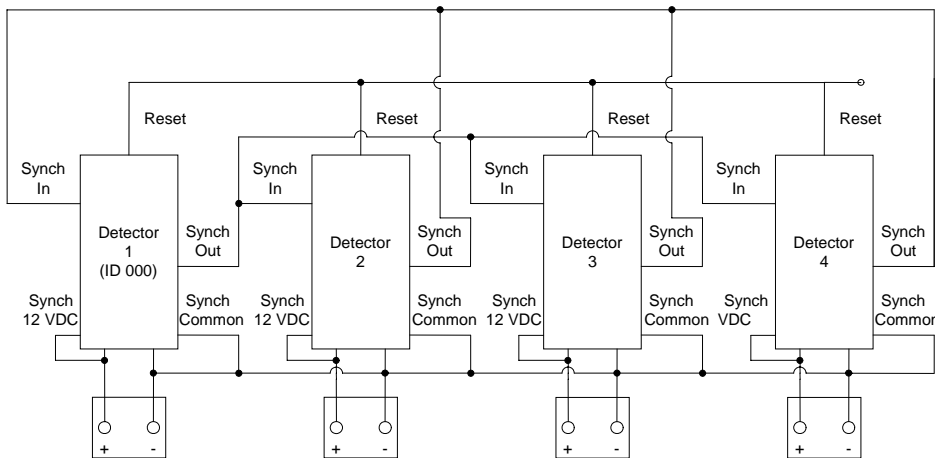 Reset
Reset
Reset
Reset
Synch
In
Synch
In
Synch
In
Synch
In
Detector
1
(ID 000)
Synch
Out
Detector
2
Synch
Out
Detector
3
Synch
Out
Detector
4
Synch
Out
Synch
12 VDC
Synch
Common
Synch
12 VDC
Synch
Common
Synch
12 VDC
Synch
Common
Synch
VDC
Synch
Common
+ -
+ -
+ -
+ -